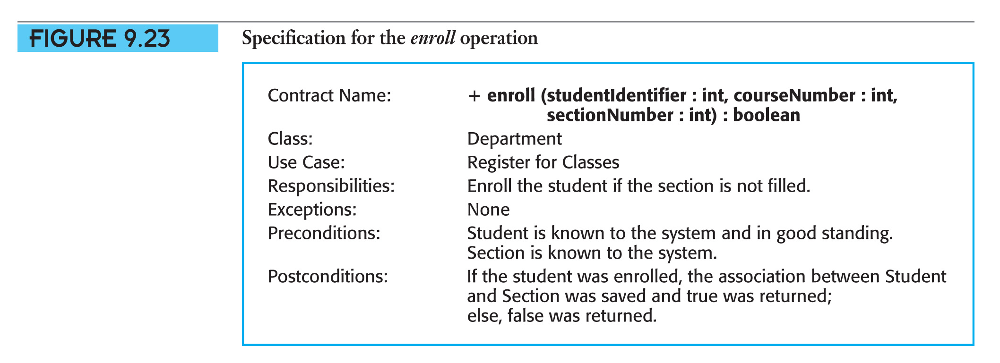 FIGURE 9.23
Specification for the enroll operation
Contract Name: + enroll (studentIdentifier : int, courseNumber : int,
sectionNumber : int) : boolean
Class: Department
Use Case: Register for Classes
Responsibilities: Enroll the student if the section is not filled.
Exceptions: None
Preconditions: Student is known to the system and in good standing.
Section is known to the system.
Postconditions: If the student was enrolled, the association between Student
and Section was saved and true was returned;
else, false was returned.